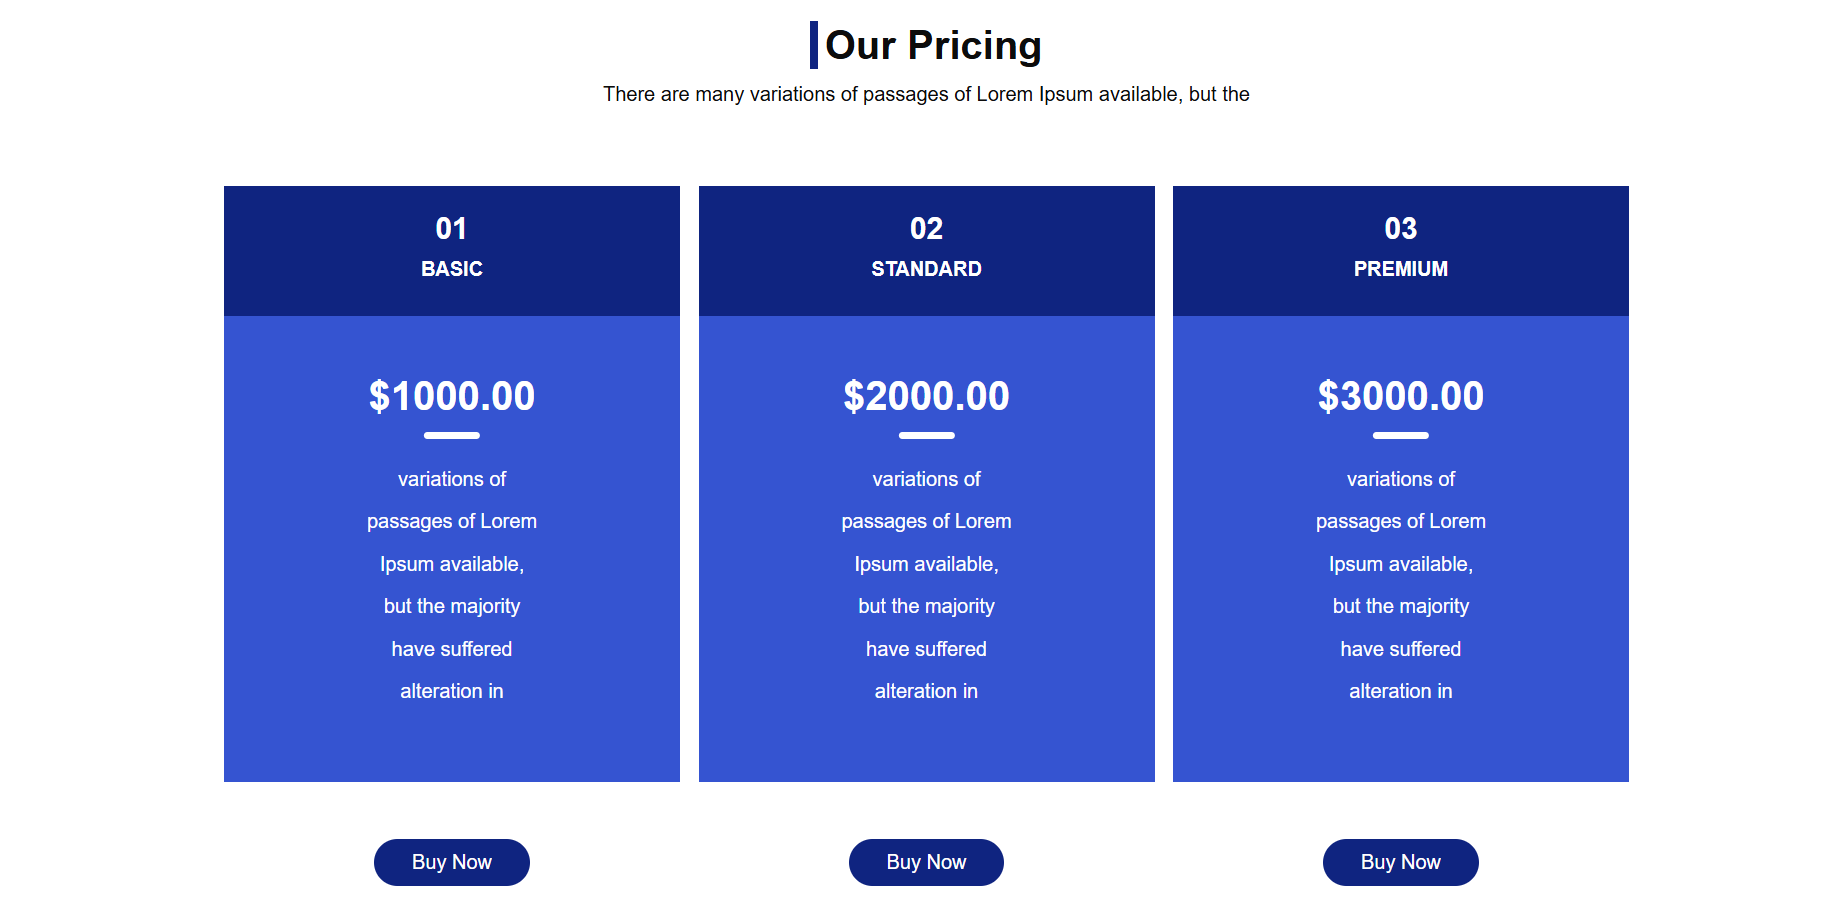 Our Pricing
There are many variations of passages of Lorem Ipsum available, but the
01
BASIC
$1000.00
variations of
passages of Lorem
Ipsum available,
but the majority
have suffered
alteration in
Buy Now
02
STANDARD
$2000.00
variations of
passages of Lorem
Ipsum available,
but the majority
have suffered
alteration in
Buy Now
03
PREMIUM
$3000.00
variations of
passages of Lorem
Ipsum available,
but the majority
have suffered
alteration in
Buy Now